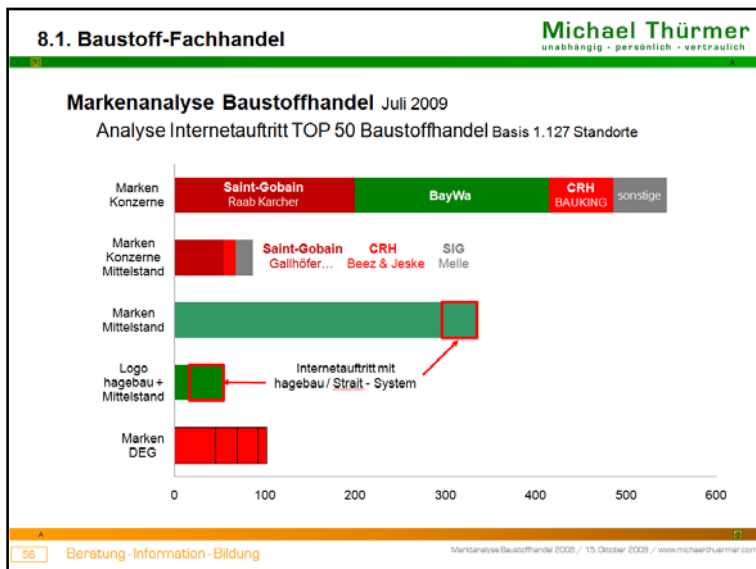 8.1. Baustoff-Fachhandel
Michael Thürmer
unabhängig - persönlich - vertraulich
A
Markenanalyse Baustoffhandel Juli 2009
Analyse Internetauftritt TOP 50 Baustoffhandel Basis 1.127 Standorte
Marken
Konzerne
Saint-Gobain
Raab Karcher
BayWa
CRH
BAUKING
sonstige
Marken
Konzerne
Mittelstand
Saint-Gobain
Gallhöfer...
CRH
Beez & Jeske
SIG
Melle
Marken
Mittelstand
Logo
hagebau +
Mittelstand
Internetauftritt mit
hagebau / Strait - System
Marken
DEG
0 100 200 300 400 500 600
A
56 Beratung - Information - Bildung
Marktanalyse Baustoffhandel 2008 / 15. Oktober 2009 / www.michaelthuermer.com